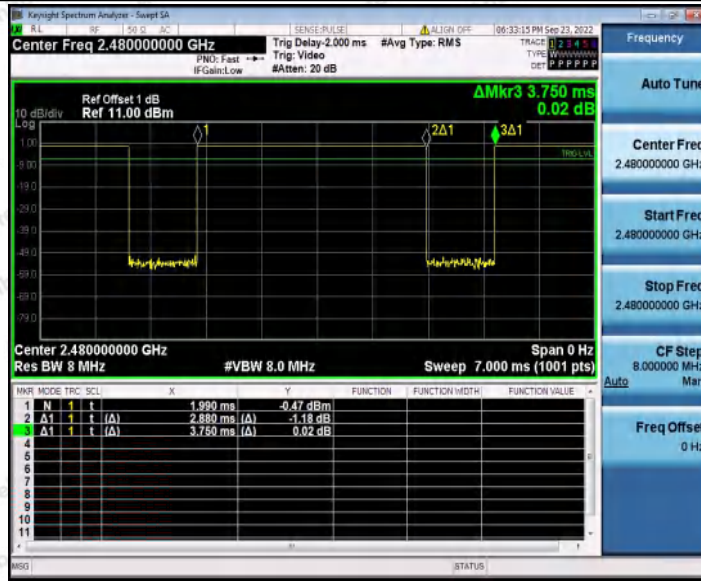 Keysight Spectrum Analyzer - Swept SA
RL RF 50 Ω AC SENSE:PULSE ALIGN OFF 06:33:15 PM Sep 23, 2022
Center Freq 2.480000000 GHz
PNO: Fast
IFGain:Low
Trig Delay-2.000 ms
Trig: Video
#Atten: 20 dB
#Avg Type: RMS
TRACE 1 2 3 4 5 6
TYPE WWWWWW
DET P P P P P P
Frequency
Auto Tune
ΔMkr3 3.750 ms
0.02 dB
Ref Offset 1 dB
10 dB/div Ref 11.00 dBm
Log
1
2Δ1
3Δ1
TRIG LVL
1.00
-9.00
-19.0
-29.0
-39.0
-49.0
-59.0
-69.0
-79.0
Center Freq
2.480000000 GHz
Start Freq
2.480000000 GHz
Stop Freq
2.480000000 GHz
CF Step
8.000000 MHz
Auto Man
Freq Offset
0 Hz
Center 2.480000000 GHz Span 0 Hz
Res BW 8 MHz #VBW 8.0 MHz Sweep 7.000 ms (1001 pts)
MKR MODE TRC SCL X Y FUNCTION FUNCTION WIDTH FUNCTION VALUE
1 N 1 t 1.990 ms -0.47 dBm
2 Δ1 1 t (Δ) 2.880 ms (Δ) -1.18 dB
3 Δ1 1 t (Δ) 3.750 ms (Δ) 0.02 dB
4
5
6
7
8
9
10
11
MSG STATUS